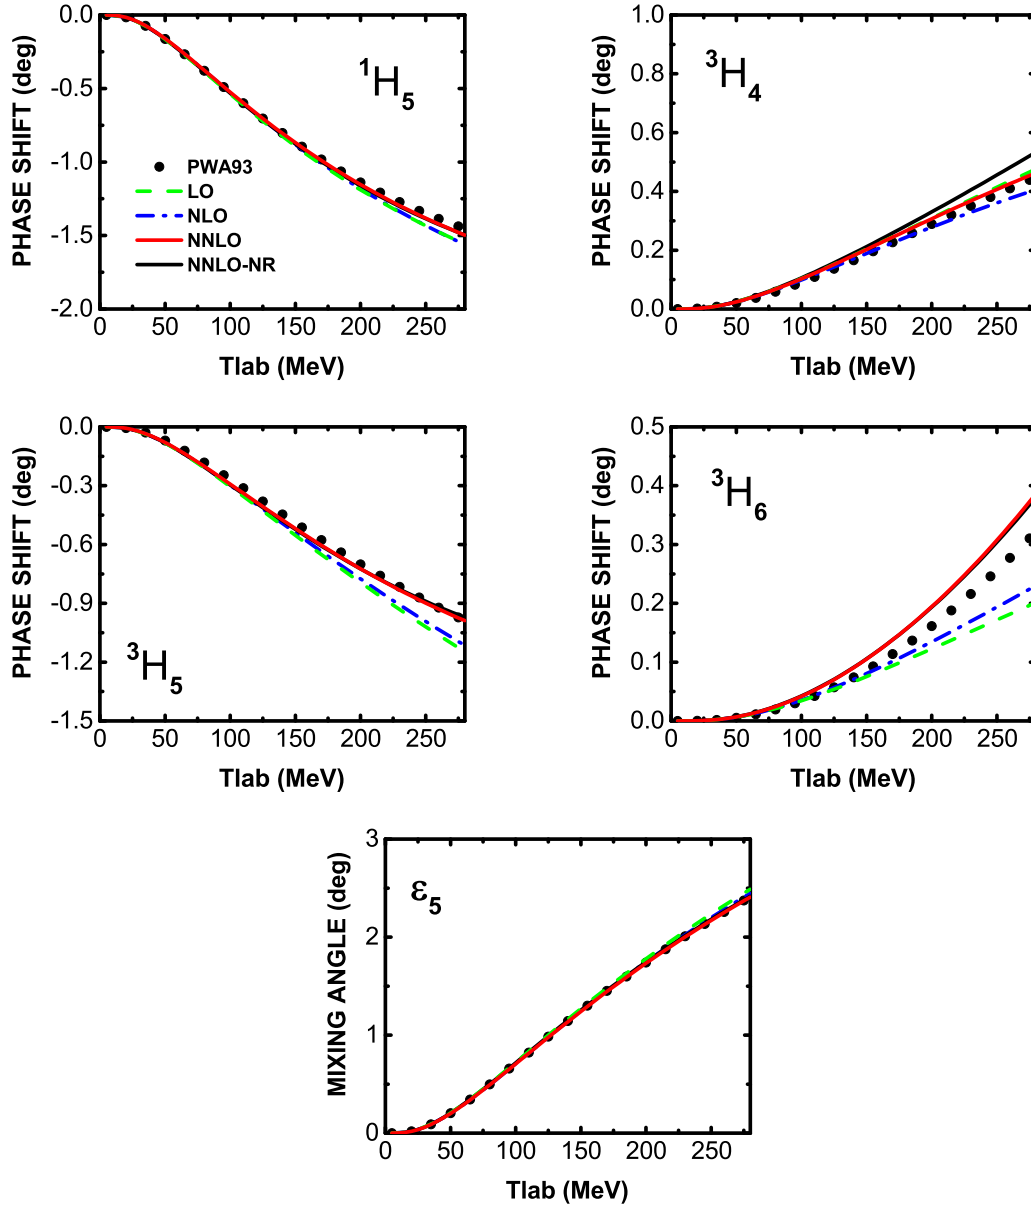 0.0
-0.5
-1.0
-1.5
-2.0
PHASE SHIFT (deg)
¹H₅
PWA93
LO
NLO
NNLO
NNLO-NR
0 50 100 150 200 250
Tlab (MeV)
1.0
0.8
0.6
0.4
0.2
0.0
PHASE SHIFT (deg)
³H₄
0 50 100 150 200 250
Tlab (MeV)
0.0
-0.3
-0.6
-0.9
-1.2
-1.5
PHASE SHIFT (deg)
³H₅
0 50 100 150 200 250
Tlab (MeV)
0.5
0.4
0.3
0.2
0.1
0.0
PHASE SHIFT (deg)
³H₆
0 50 100 150 200 250
Tlab (MeV)
3
2
1
0
MIXING ANGLE (deg)
ε₅
0 50 100 150 200 250
Tlab (MeV)